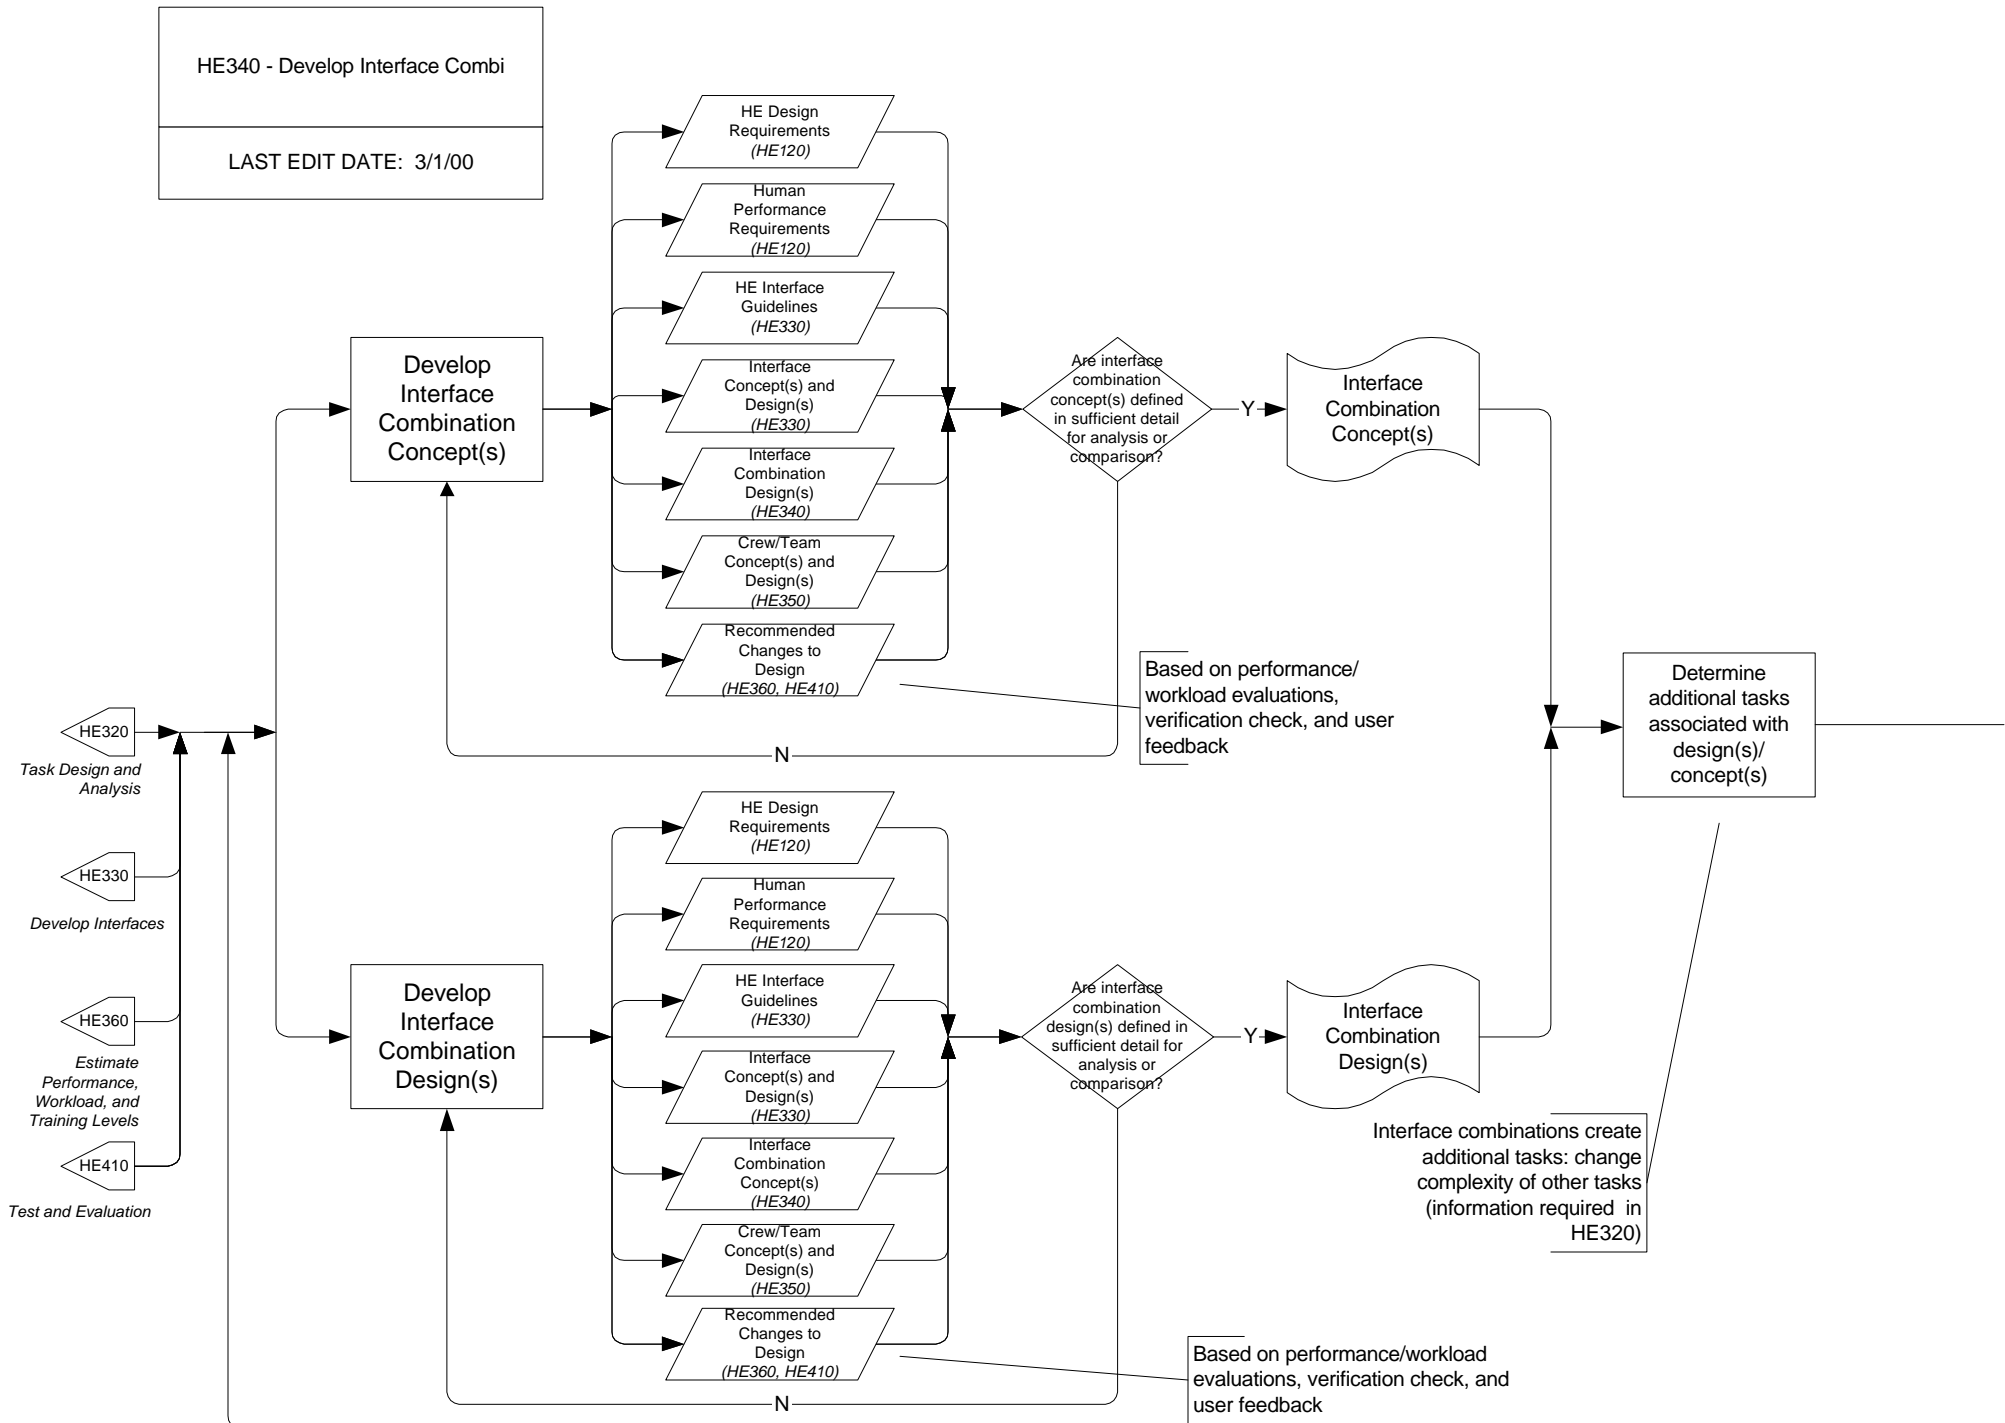 HE340 - Develop Interface Combi
LAST EDIT DATE:  3/1/00
HE Design
Requirements
(HE120)
Human
Performance
Requirements
(HE120)
HE Interface
Guidelines
(HE330)
Interface
Concept(s) and
Design(s)
(HE330)
Interface
Combination
Design(s)
(HE340)
Crew/Team
Concept(s) and
Design(s)
(HE350)
Recommended
Changes to
Design
(HE360, HE410)
Develop
Interface
Combination
Concept(s)
Are interface
combination
concept(s) defined
in sufficient detail
for analysis or
comparison?
Y
Interface
Combination
Concept(s)
N
Based on performance/
workload evaluations,
verification check, and user
feedback
Determine
additional tasks
associated with
design(s)/
concept(s)
HE320
Task Design and
Analysis
HE330
Develop Interfaces
HE360
Estimate
Performance,
Workload, and
Training Levels
HE410
Test and Evaluation
Develop
Interface
Combination
Design(s)
HE Design
Requirements
(HE120)
Human
Performance
Requirements
(HE120)
HE Interface
Guidelines
(HE330)
Interface
Concept(s) and
Design(s)
(HE330)
Interface
Combination
Concept(s)
(HE340)
Crew/Team
Concept(s) and
Design(s)
(HE350)
Recommended
Changes to
Design
(HE360, HE410)
Are interface
combination
design(s) defined in
sufficient detail for
analysis or
comparison?
Y
Interface
Combination
Design(s)
N
Interface combinations create
additional tasks: change
complexity of other tasks
(information required  in
HE320)
Based on performance/workload
evaluations, verification check, and
user feedback